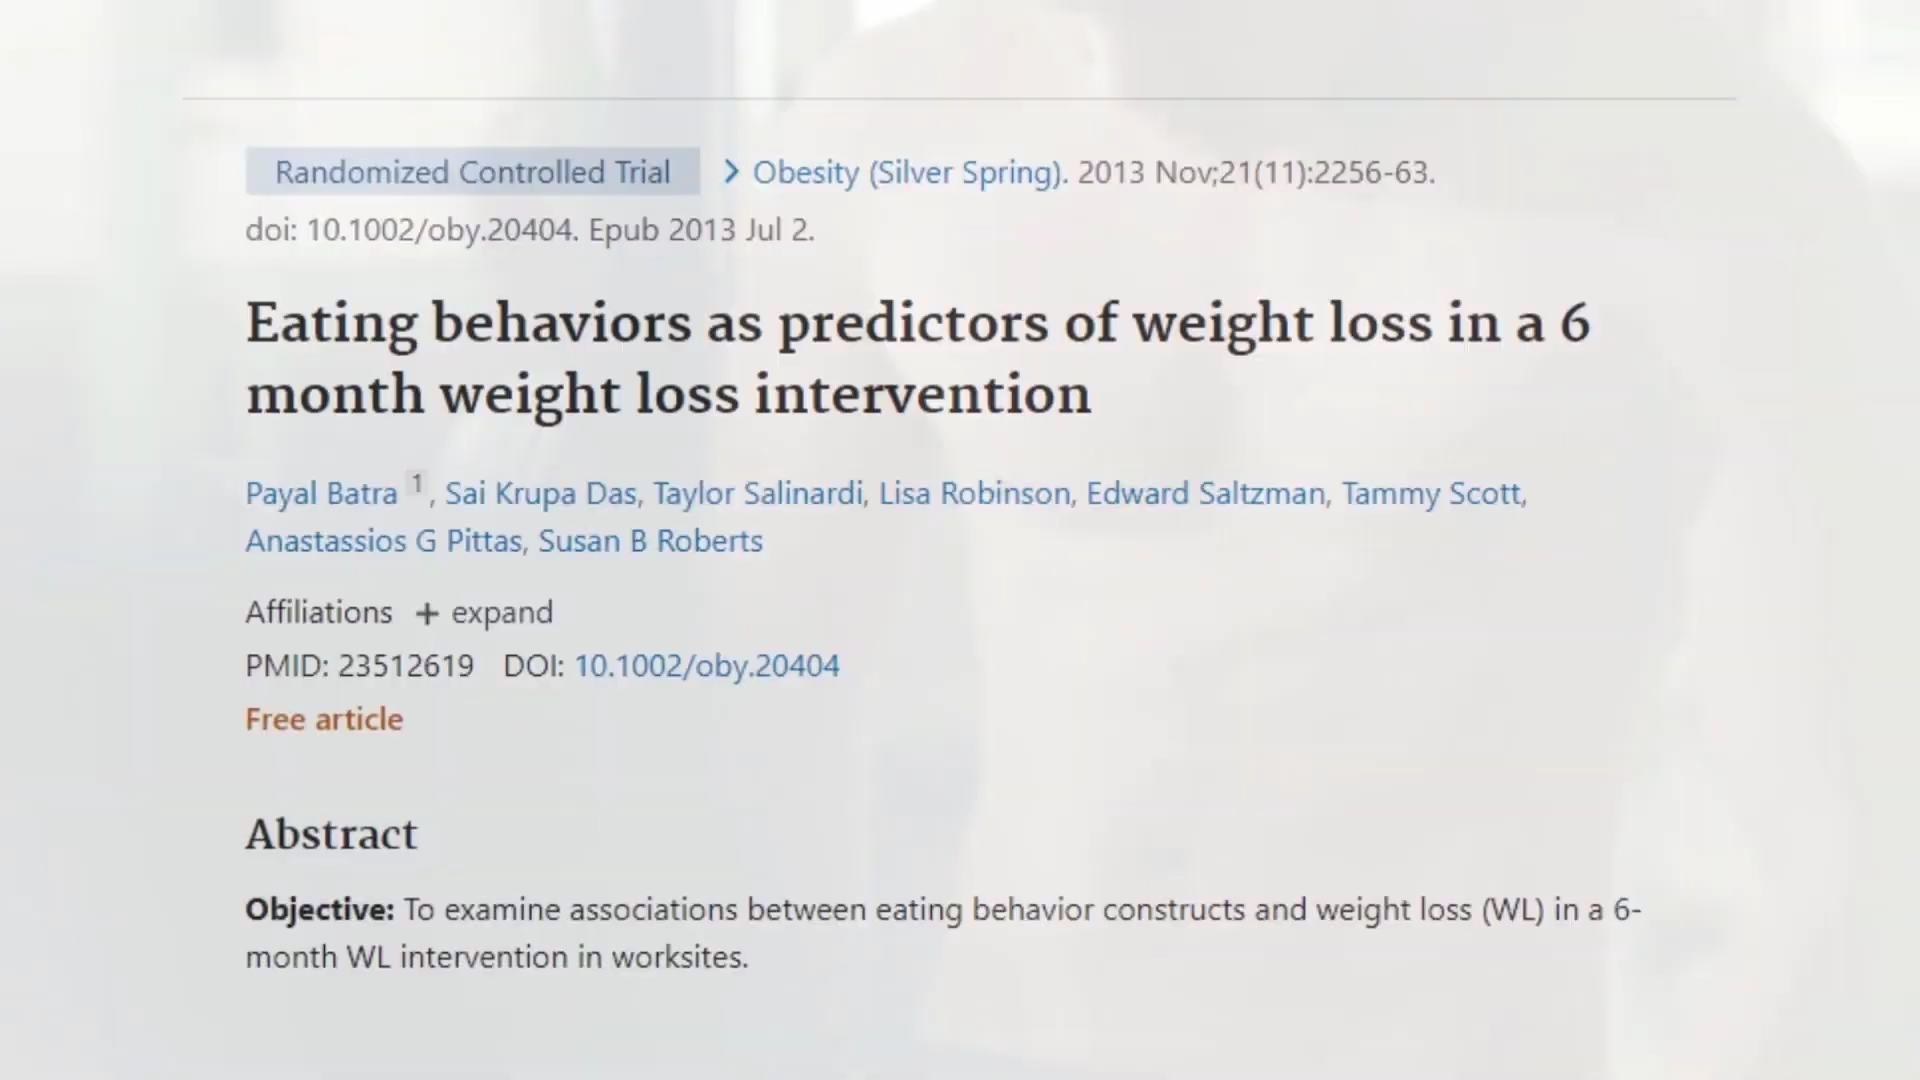 Randomized Controlled Trial > Obesity (Silver Spring). 2013 Nov;21(11):2256-63.
doi: 10.1002/oby.20404. Epub 2013 Jul 2.
Eating behaviors as predictors of weight loss in a 6
month weight loss intervention
Payal Batra 1, Sai Krupa Das, Taylor Salinardi, Lisa Robinson, Edward Saltzman, Tammy Scott,
Anastassios G Pittas, Susan B Roberts
Affiliations + expand
PMID: 23512619 DOI: 10.1002/oby.20404
Free article
Abstract
Objective: To examine associations between eating behavior constructs and weight loss (WL) in a 6-
month WL intervention in worksites.